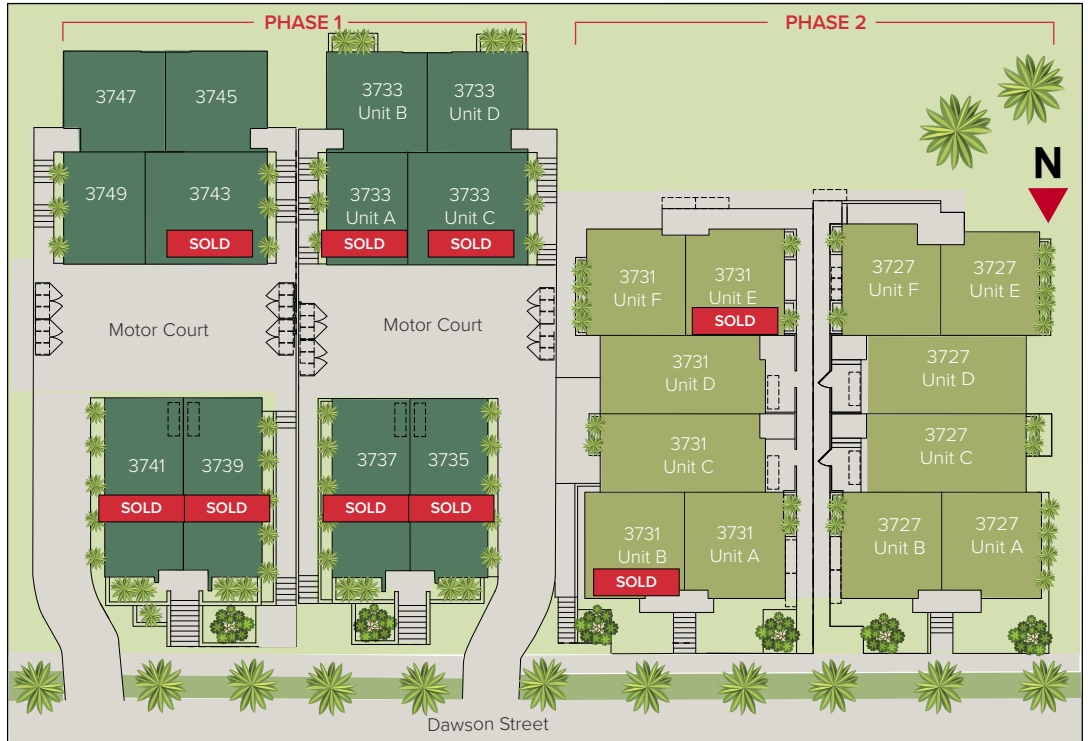 PHASE 1
PHASE 2
3747
3745
3733
Unit B
3733
Unit D
N
3749
3743
SOLD
3733
Unit A
SOLD
3733
Unit C
SOLD
3731
Unit F
3731
Unit E
SOLD
3727
Unit F
3727
Unit E
Motor Court
Motor Court
3731
Unit D
3727
Unit D
3731
Unit C
3727
Unit C
3741
SOLD
3739
SOLD
3737
SOLD
3735
SOLD
3731
Unit B
SOLD
3731
Unit A
3727
Unit B
3727
Unit A
Dawson Street